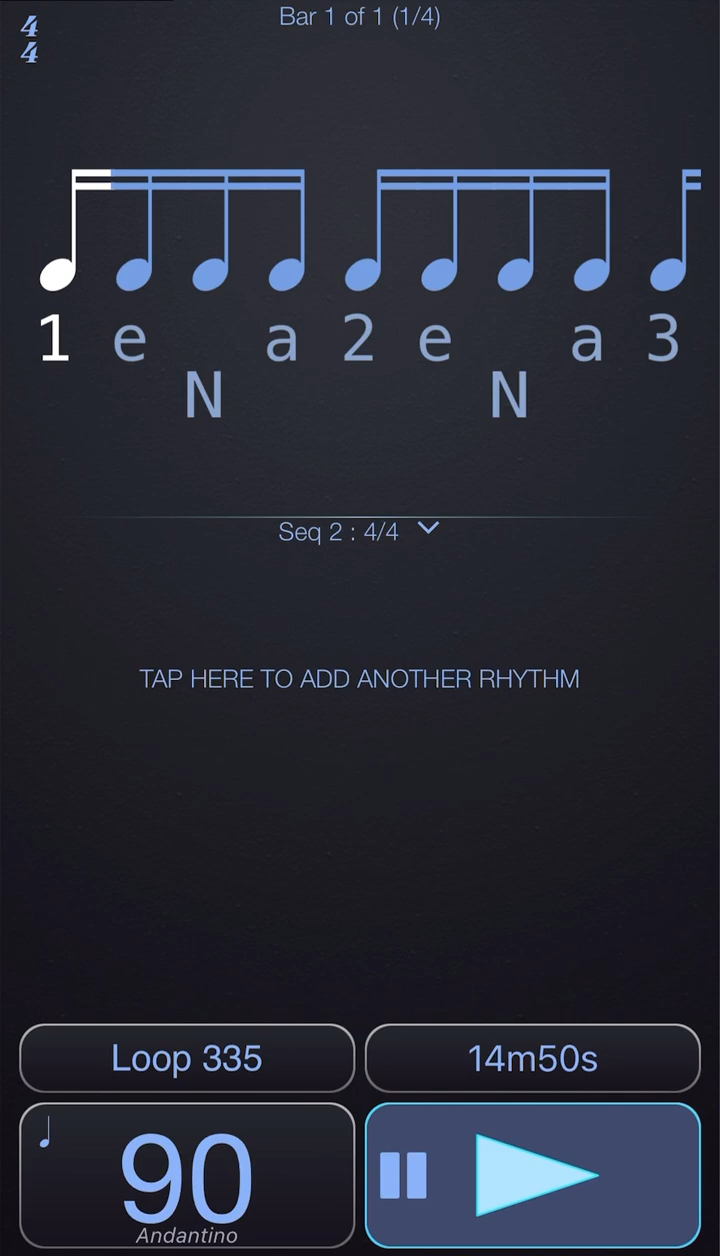 4
4
Bar 1 of 1 (1/4)
1 e a 2 e a 3
N N
Seq 2 : 4/4
TAP HERE TO ADD ANOTHER RHYTHM
Loop 335
14m50s
90
Andantino